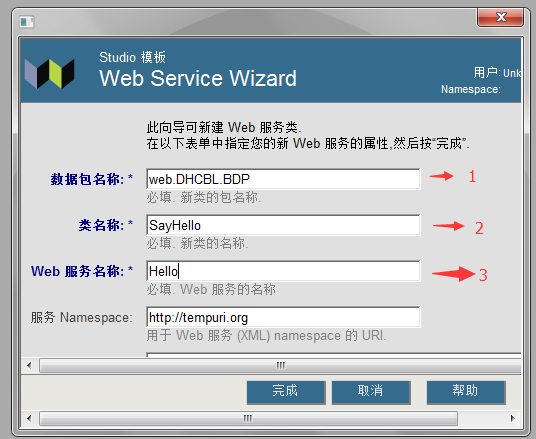 Studio 模板
Web Service Wizard
用户: Unk
Namespace:
此向导可新建 Web 服务类.
在以下表单中指定您的新 Web 服务的属性,然后按“完成”.
数据包名称: * web.DHCBL.BDP 1
必填. 新类的包名称.
类名称: * SayHello 2
必填. 新类的名称.
Web 服务名称: * Hello 3
必填. Web 服务的名称
服务 Namespace: http://tempuri.org
用于 Web 服务 (XML) namespace 的 URI.
完成 取消 帮助